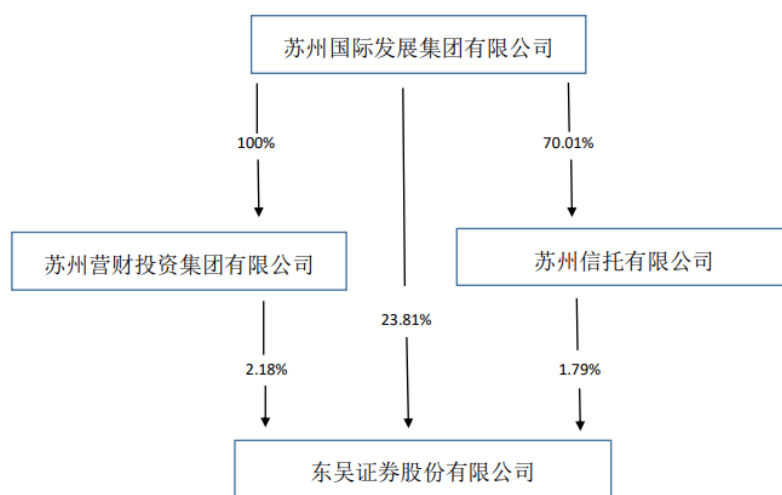 苏州国际发展集团有限公司
100%
70.01%
苏州营财投资集团有限公司
苏州信托有限公司
23.81%
2.18%
1.79%
东吴证券股份有限公司